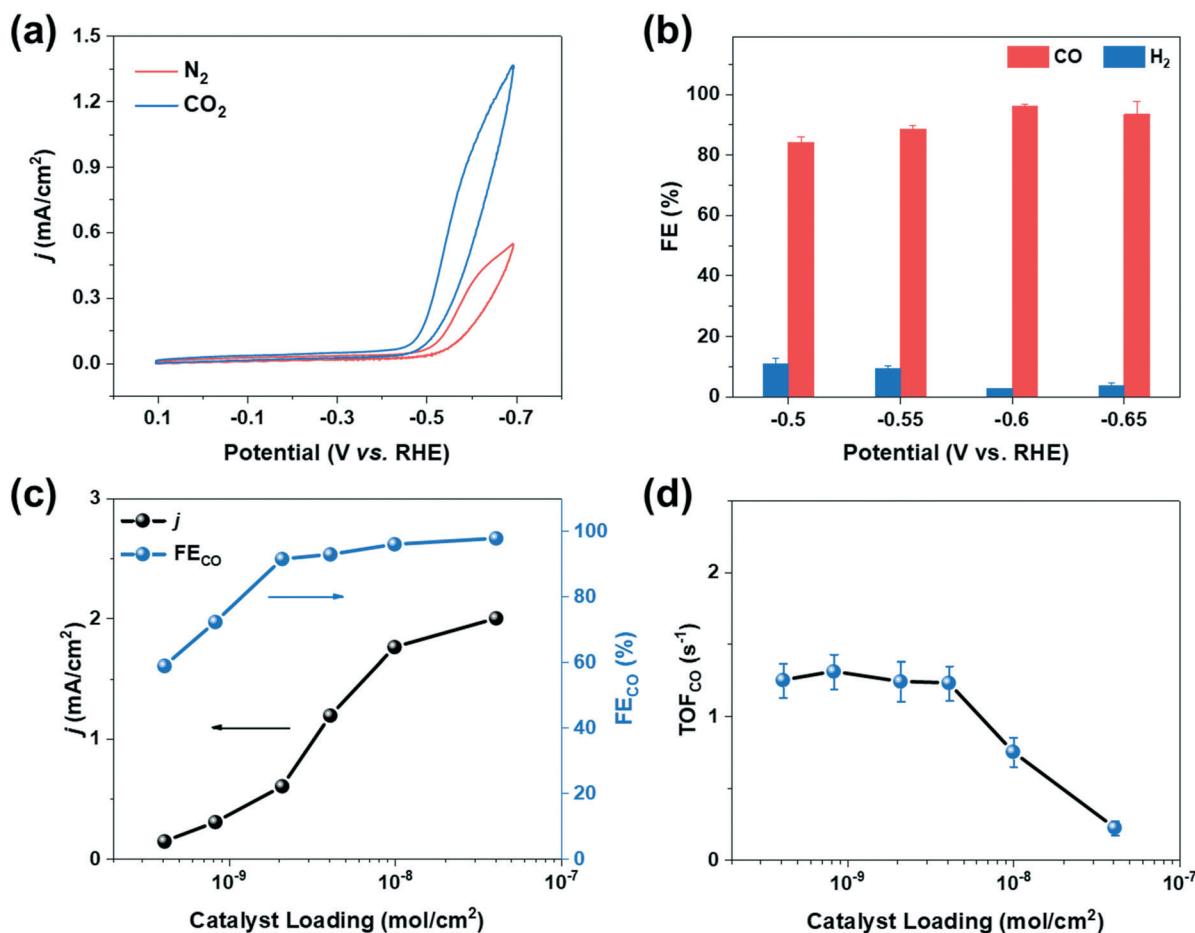 (a)
1.5
1.2
0.9
0.6
0.3
0.0
j (mA/cm²)
N₂
CO₂
0.1
-0.1
-0.3
-0.5
-0.7
Potential (V vs. RHE)
(b)
CO
H₂
100
80
60
40
20
0
FE (%)
-0.5
-0.55
-0.6
-0.65
Potential (V vs. RHE)
(c)
3
2
1
0
j (mA/cm²)
j
FE_CO
100
80
60
40
20
0
FE_CO (%)
10⁻⁹
10⁻⁸
10⁻⁷
Catalyst Loading (mol/cm²)
(d)
2
1
0
TOF_CO (s⁻¹)
10⁻⁹
10⁻⁸
10⁻⁷
Catalyst Loading (mol/cm²)